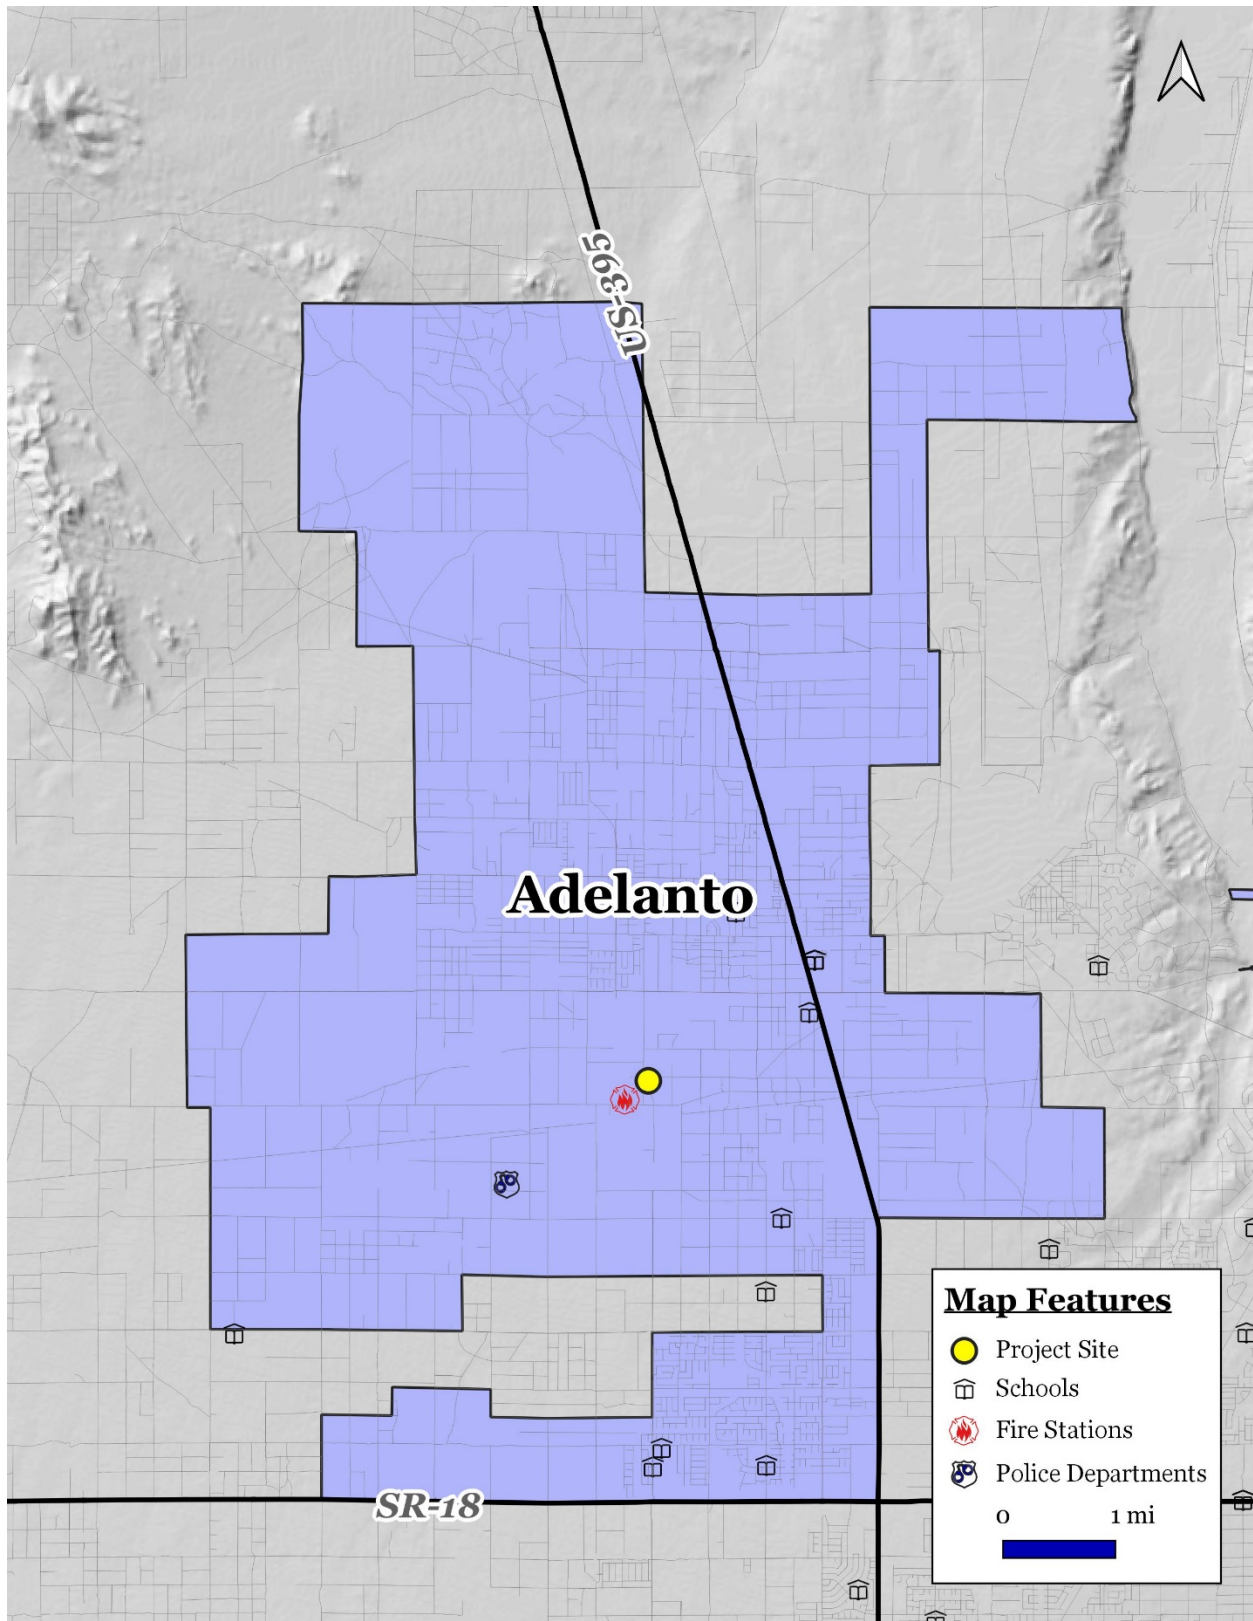 US-395
Adelanto
SR-18
Map Features
Project Site
Schools
Fire Stations
Police Departments
0 1 mi